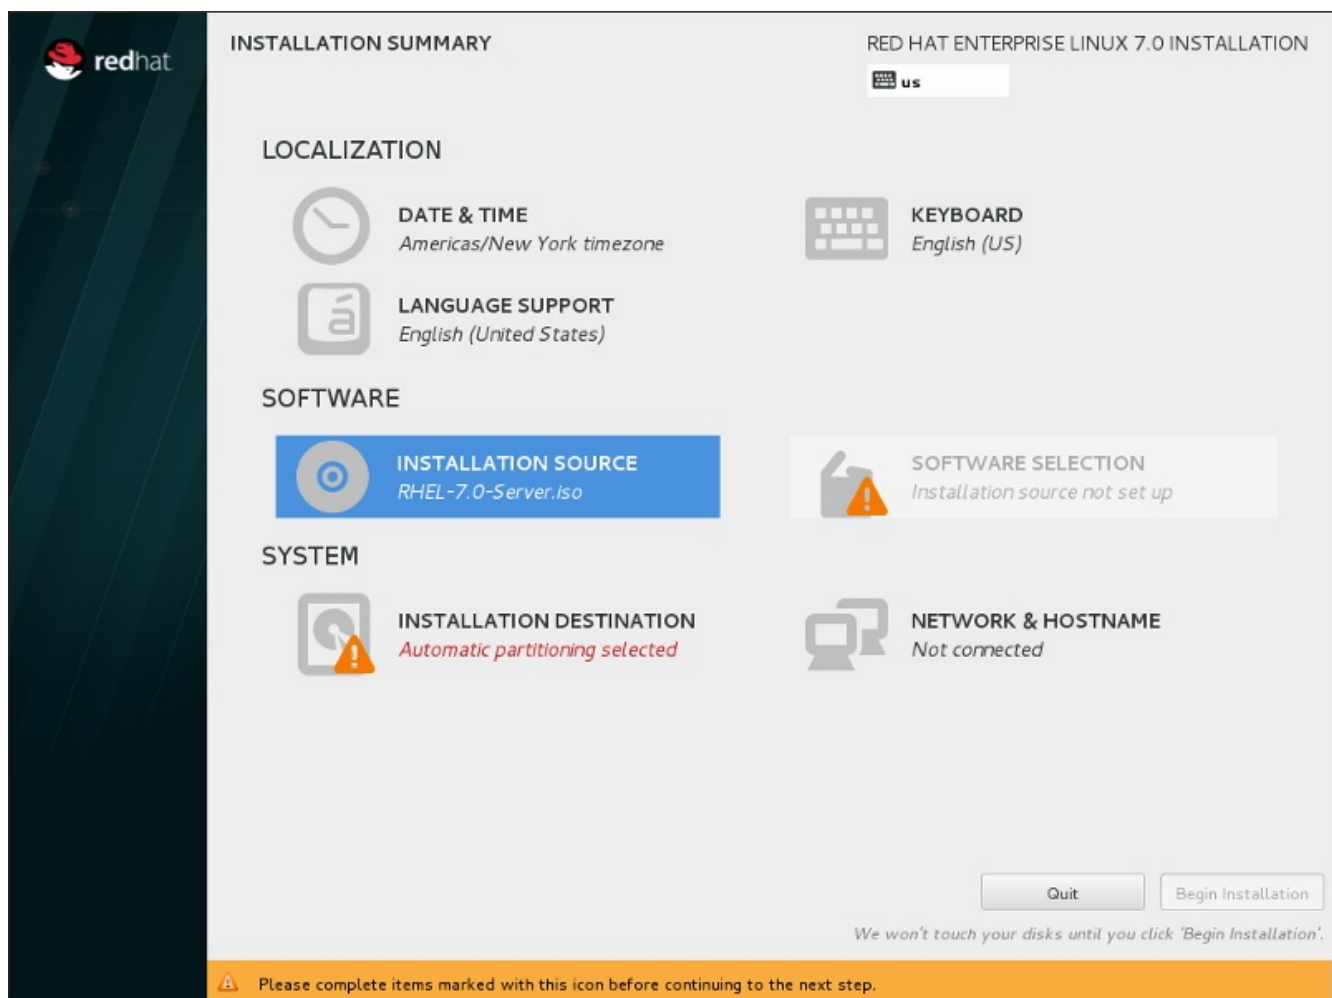 redhat.
INSTALLATION SUMMARY
RED HAT ENTERPRISE LINUX 7.0 INSTALLATION
us
LOCALIZATION
DATE & TIME
Americas/New York timezone
KEYBOARD
English (US)
á
LANGUAGE SUPPORT
English (United States)
SOFTWARE
INSTALLATION SOURCE
RHEL-7.0-Server.iso
SOFTWARE SELECTION
Installation source not set up
SYSTEM
INSTALLATION DESTINATION
Automatic partitioning selected
NETWORK & HOSTNAME
Not connected
Quit
Begin Installation
We won't touch your disks until you click 'Begin Installation'.
Please complete items marked with this icon before continuing to the next step.